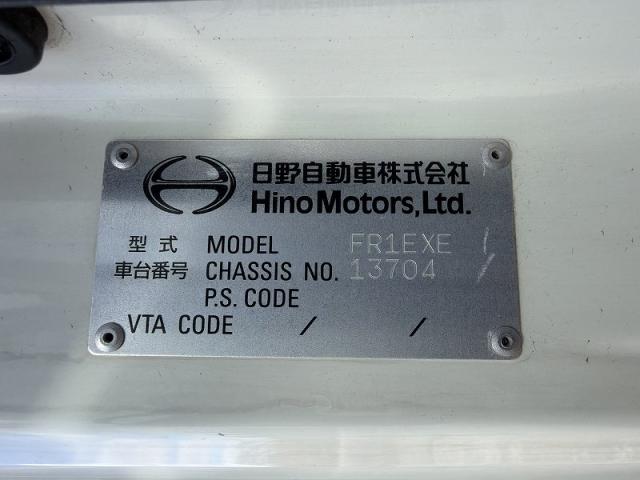 日野自動車株式会社
Hino Motors, Ltd.
型式 MODEL FR1EXE /
車台番号 CHASSIS NO. 13704 /
P.S. CODE
VTA CODE / /